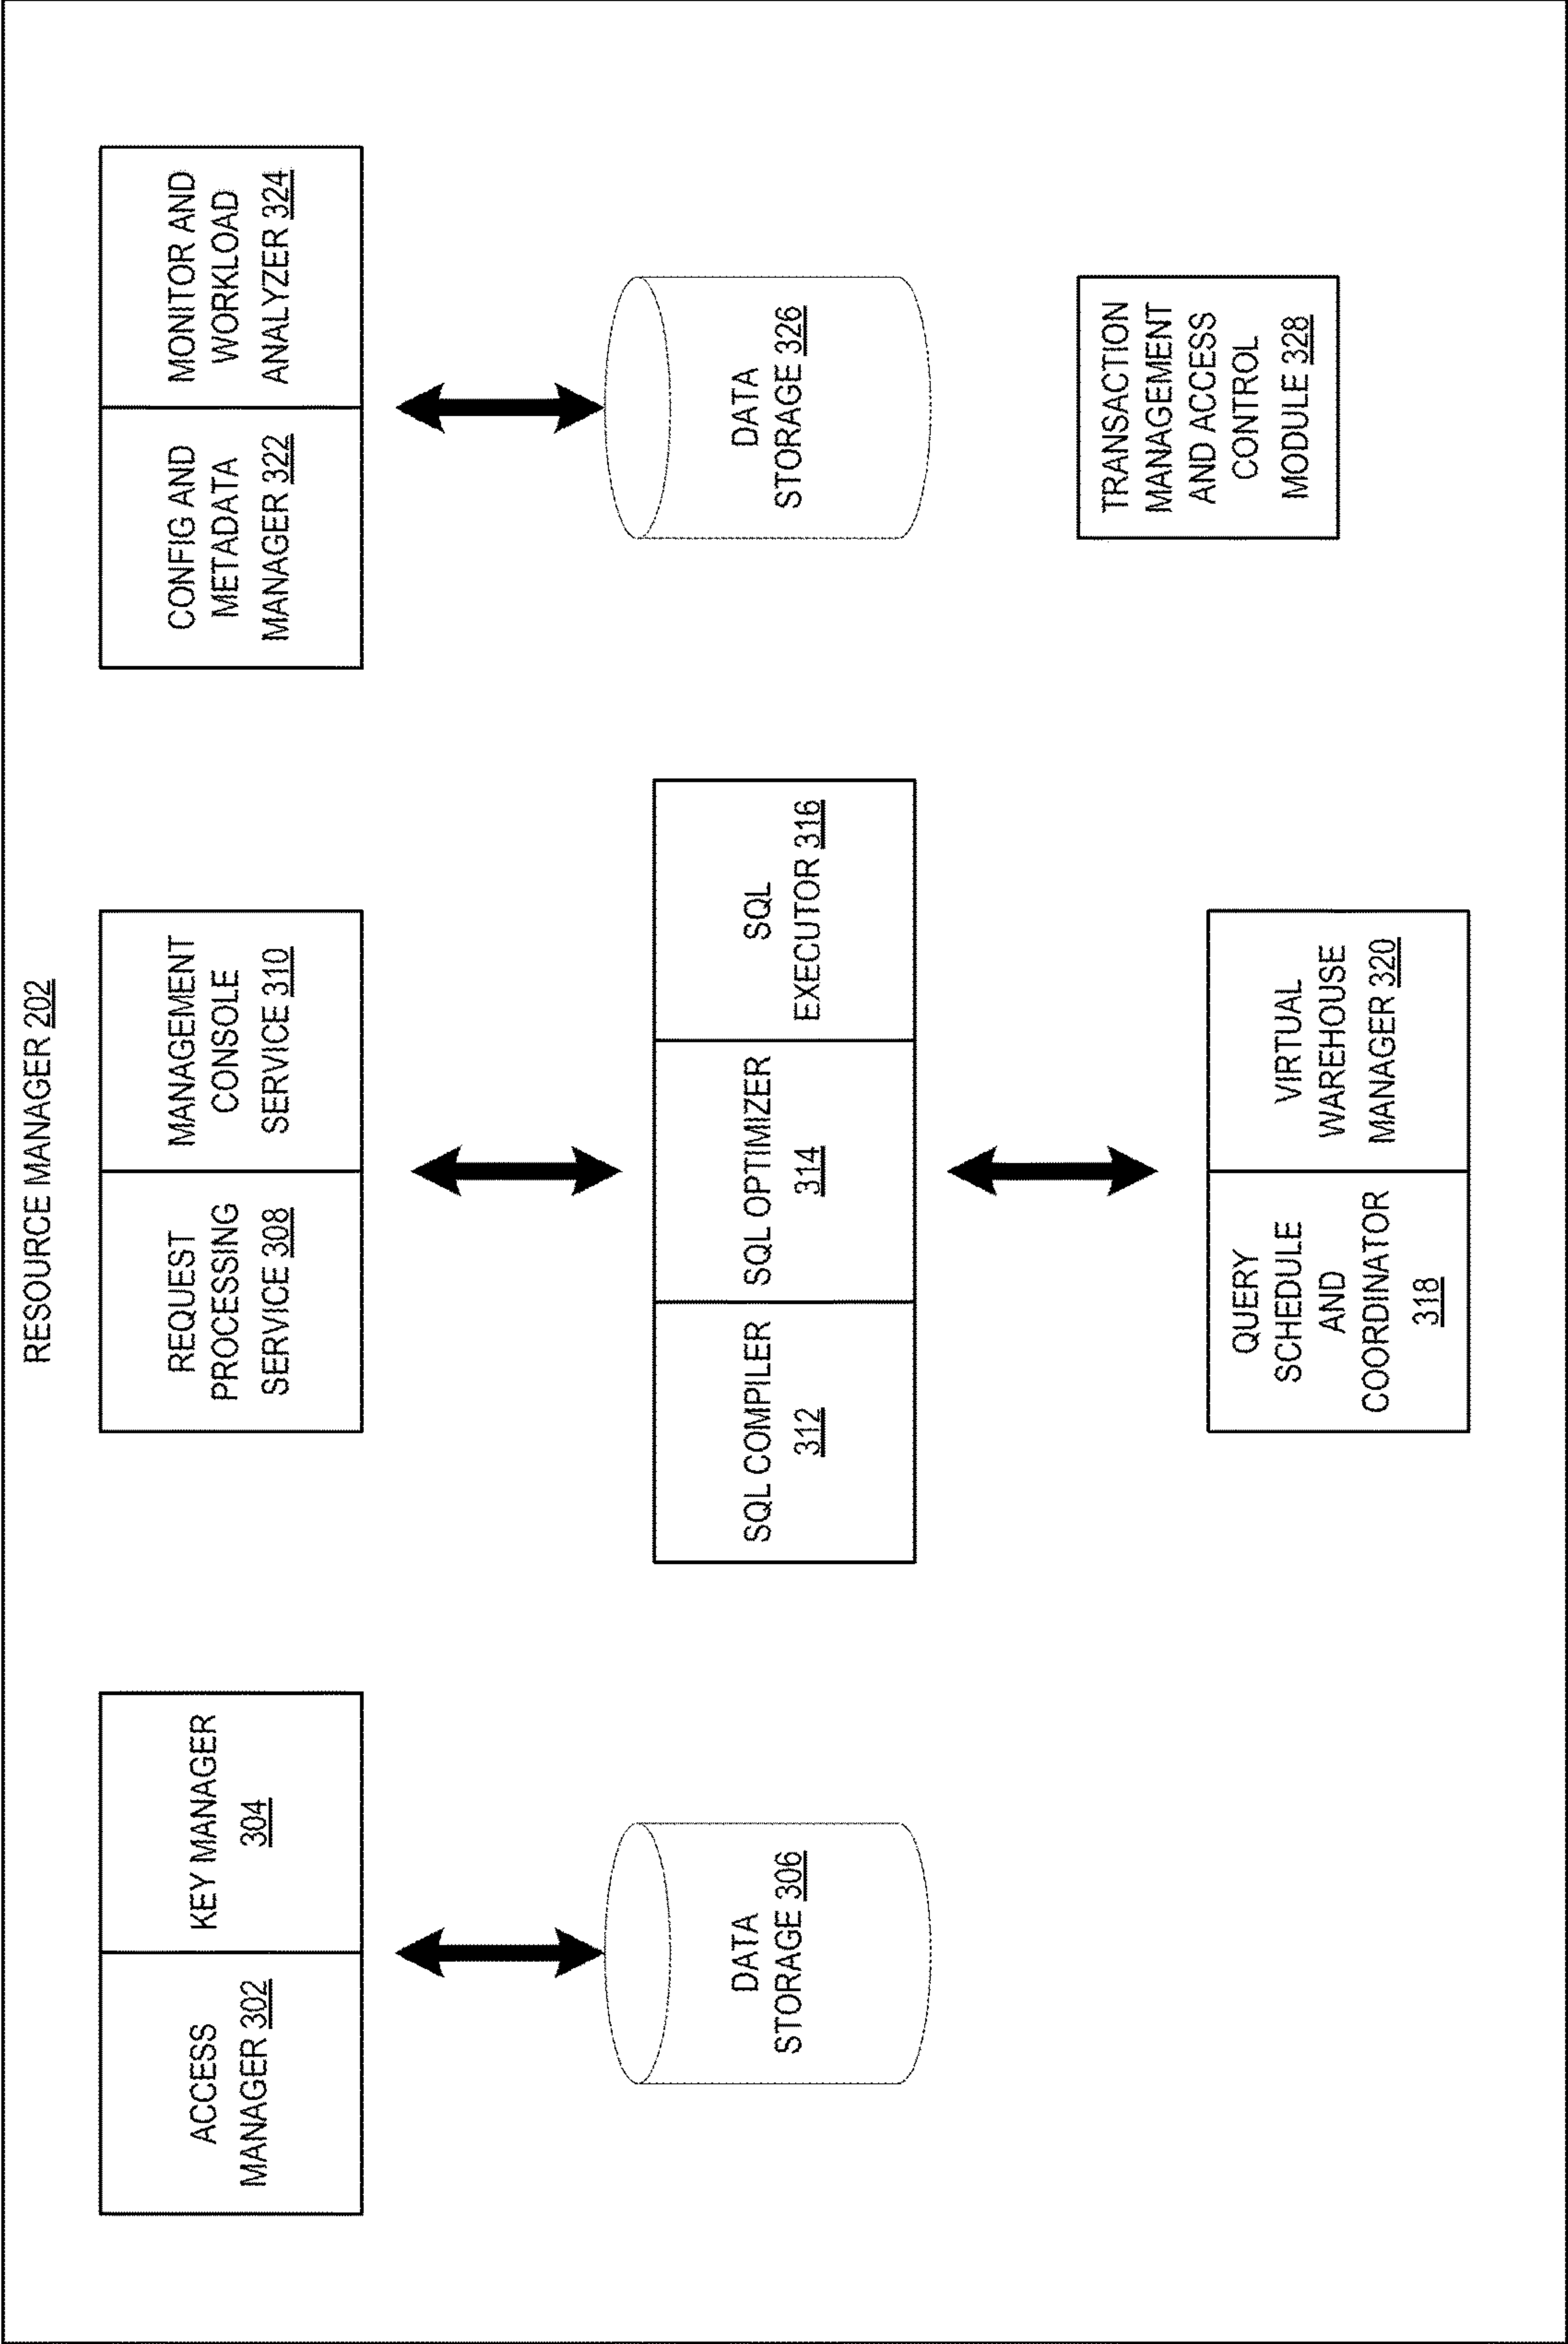 RESOURCE MANAGER 202
ACCESS
MANAGER 302
KEY MANAGER
304
DATA
STORAGE 306
REQUEST
PROCESSING
SERVICE 308
MANAGEMENT
CONSOLE
SERVICE 310
SQL COMPILER
312
SQL OPTIMIZER
314
SQL
EXECUTOR 316
QUERY
SCHEDULE
AND
COORDINATOR
318
VIRTUAL
WAREHOUSE
MANAGER 320
CONFIG AND
METADATA
MANAGER 322
MONITOR AND
WORKLOAD
ANALYZER 324
DATA
STORAGE 326
TRANSACTION
MANAGEMENT
AND ACCESS
CONTROL
MODULE 328